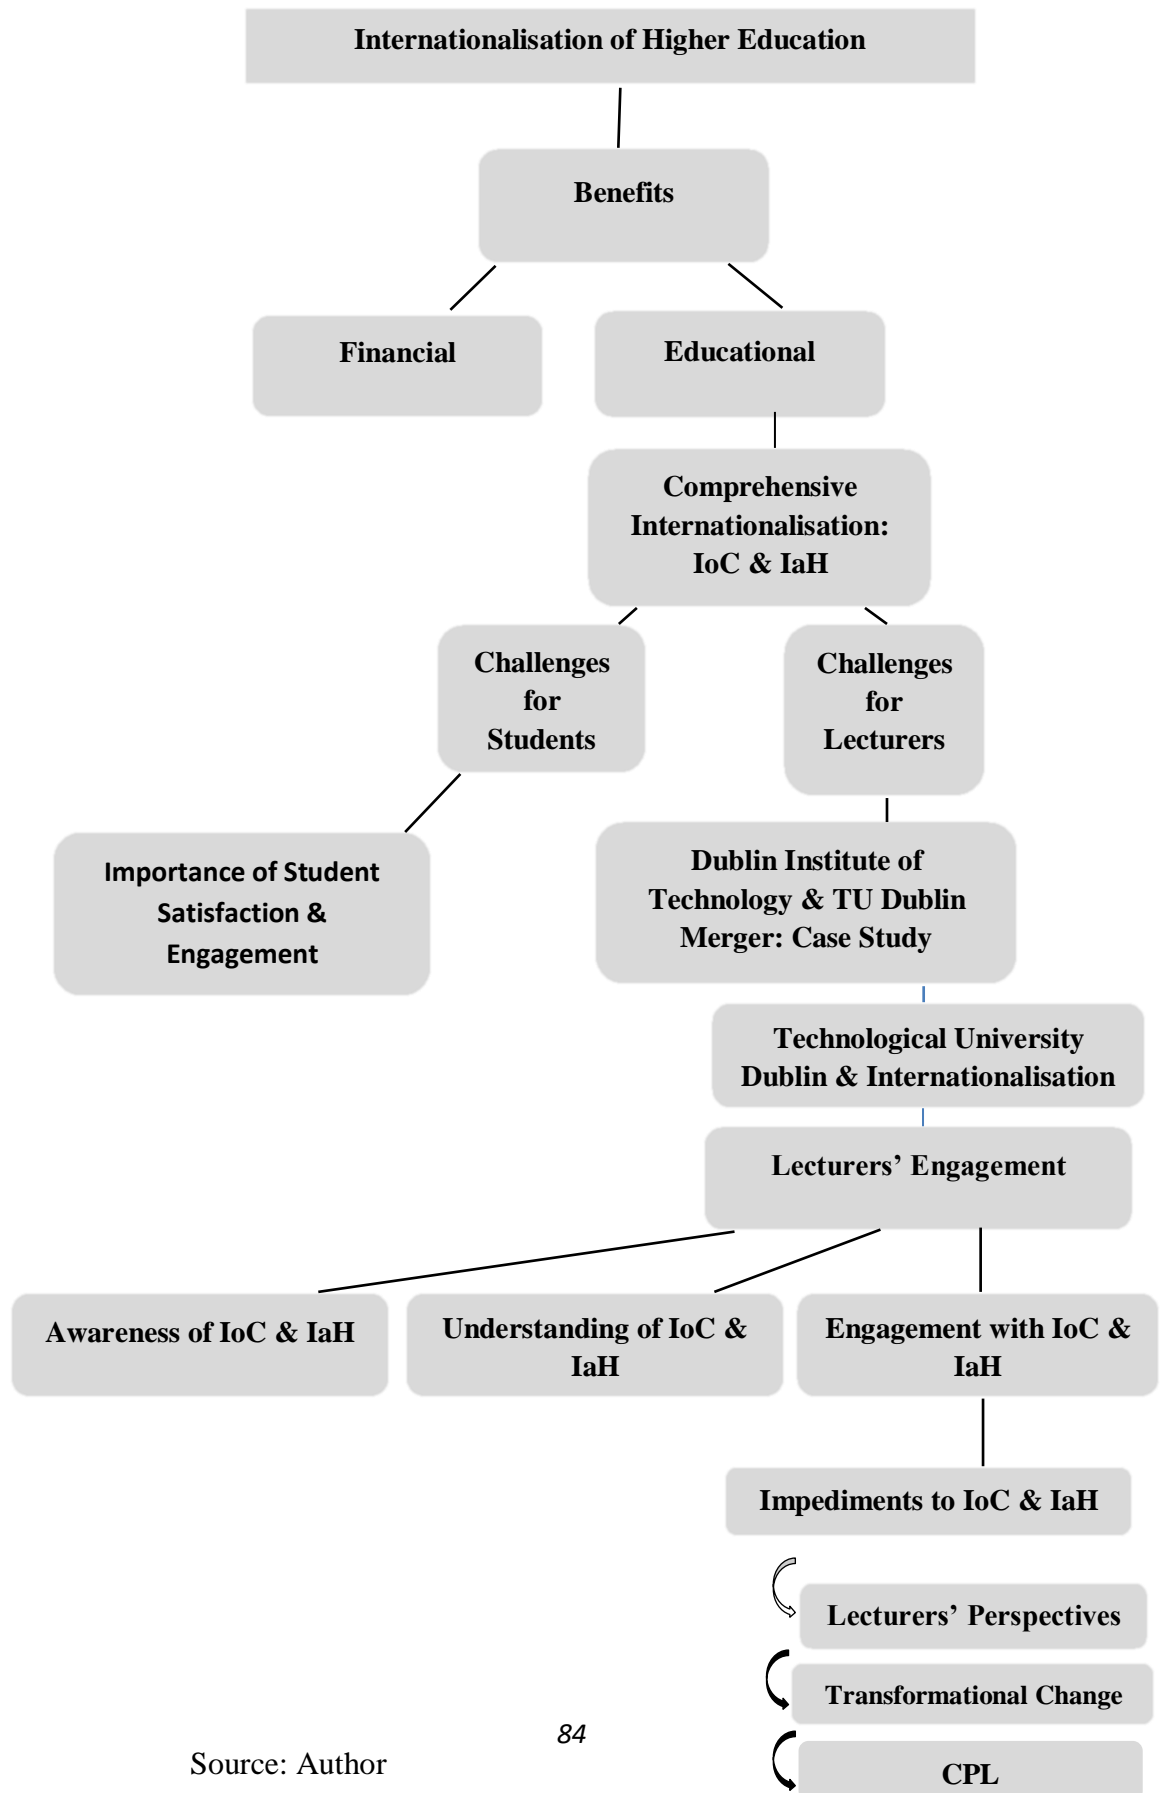 Internationalisation of Higher Education
Benefits
Financial
Educational
Comprehensive
Internationalisation:
IoC & IaH
Challenges
for
Students
Challenges
for
Lecturers
Importance of Student
Satisfaction &
Engagement
Dublin Institute of
Technology & TU Dublin
Merger: Case Study
Technological University
Dublin & Internationalisation
Lecturers’ Engagement
Awareness of IoC & IaH
Understanding of IoC &
IaH
Engagement with IoC &
IaH
Impediments to IoC & IaH
Lecturers’ Perspectives
Transformational Change
84
Source: Author
CPL